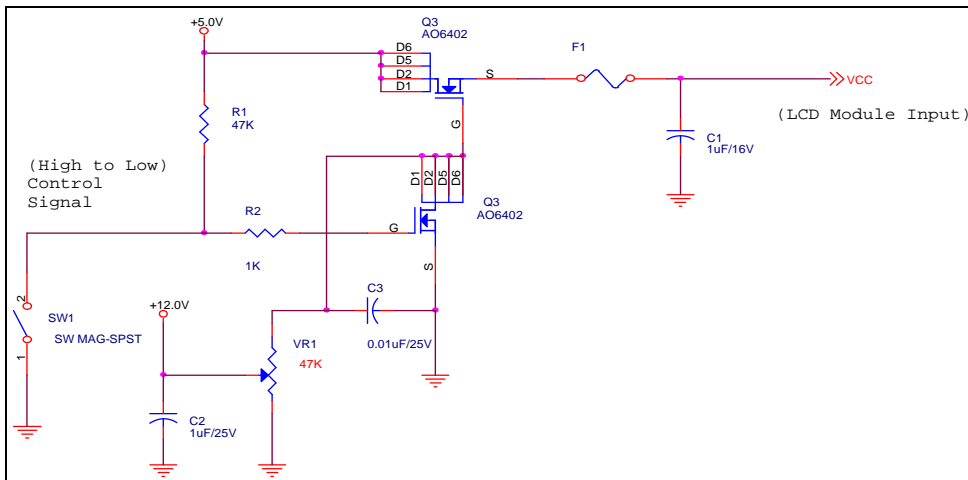 +5.0V
Q3
AO6402
D6
D5
D2
D1
S
G
F1
VCC
(LCD Module Input)
R1
47K
C1
1uF/16V
(High to Low)
Control
Signal
D1
D2
D5
D6
Q3
AO6402
R2
1K
G
S
2
1
SW1
SW MAG-SPST
+12.0V
C3
0.01uF/25V
VR1
47K
C2
1uF/25V